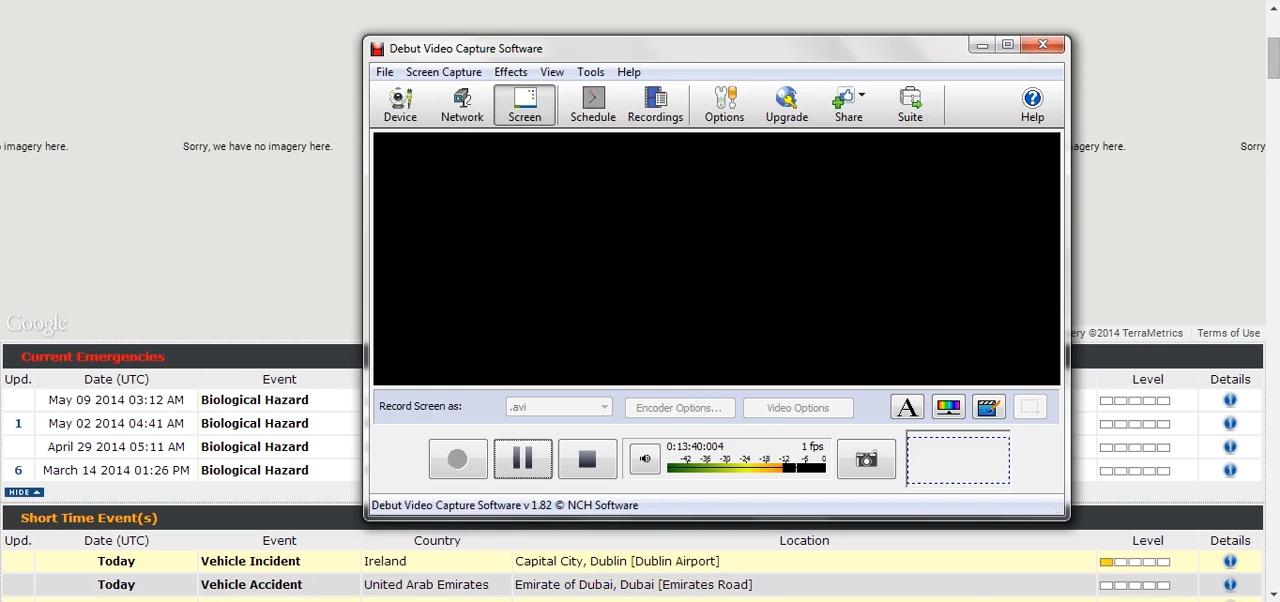 Debut Video Capture Software
File Screen Capture Effects View Tools Help
Device Network Screen Schedule Recordings Options Upgrade Share Suite Help
imagery here. Sorry, we have no imagery here. agery here. Sorry
Google
ery ©2014 TerraMetrics Terms of Use
Record Screen as: .avi Encoder Options... Video Options A
0:13:40:004 1 fps
-42 -36 -30 -24 -18 -12 -6 0
Debut Video Capture Software v 1.82 © NCH Software
Current Emergencies
Upd. Date (UTC) Event Level Details
May 09 2014 03:12 AM Biological Hazard
1 May 02 2014 04:41 AM Biological Hazard
April 29 2014 05:11 AM Biological Hazard
6 March 14 2014 01:26 PM Biological Hazard
HIDE
Short Time Event(s)
Upd. Date (UTC) Event Country Location Level Details
Today Vehicle Incident Ireland Capital City, Dublin [Dublin Airport]
Today Vehicle Accident United Arab Emirates Emirate of Dubai, Dubai [Emirates Road]